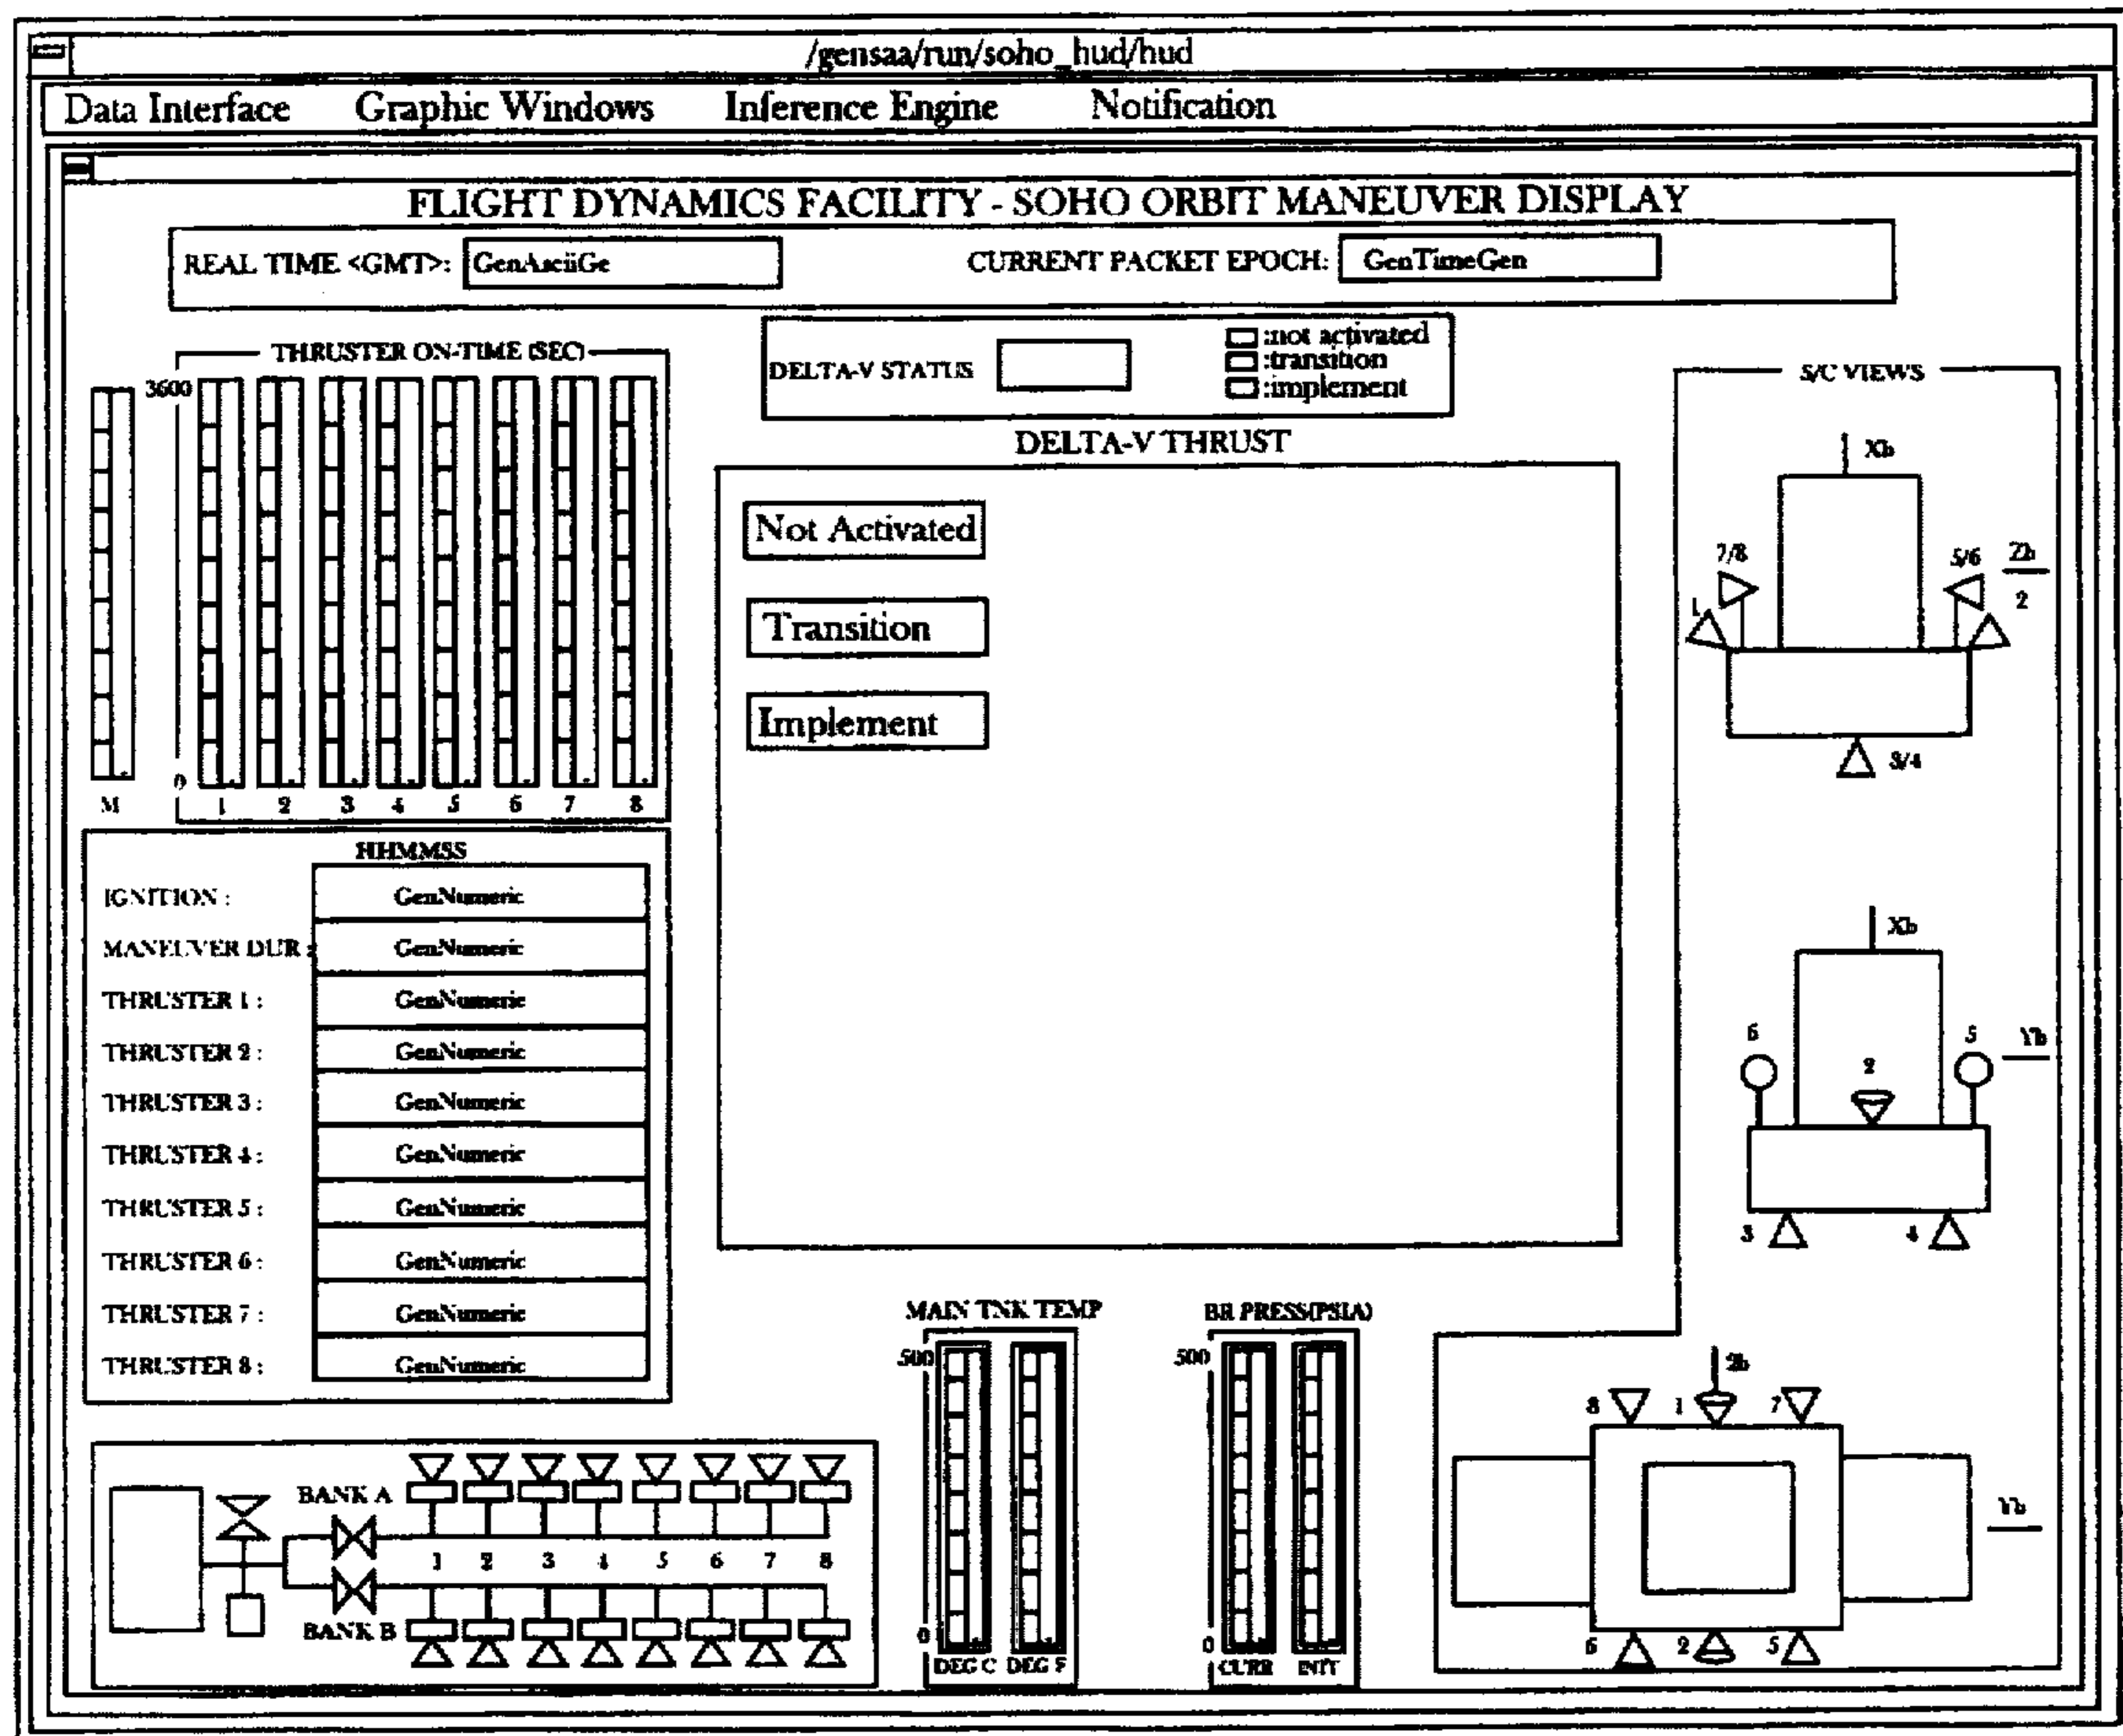 /gensaa/run/soho_hud/hud
Data Interface Graphic Windows Inference Engine Notification
FLIGHT DYNAMICS FACILITY - SOHO ORBIT MANEUVER DISPLAY
REAL TIME <GMT>: GenAsciiGe CURRENT PACKET EPOCH: GenTimeGen
DELTA-V STATUS
:not activated
:transition
:implement
THRUSTER ON-TIME (SEC)
3600
0
M 1 2 3 4 5 6 7 8
DELTA-V THRUST
Not Activated
Transition
Implement
HHMMSS
IGNITION : GenNumeric
MANEUVER DUR : GenNumeric
THRUSTER 1 : GenNumeric
THRUSTER 2 : GenNumeric
THRUSTER 3 : GenNumeric
THRUSTER 4 : GenNumeric
THRUSTER 5 : GenNumeric
THRUSTER 6 : GenNumeric
THRUSTER 7 : GenNumeric
THRUSTER 8 : GenNumeric
BANK A
1 2 3 4 5 6 7 8
BANK B
MAIN TNK TEMP
500
0
DEG C DEG F
BR PRESS(PSIA)
500
0
CURR INIT
S/C VIEWS
Xb
7/8 5/6 Zb
1 2
3/4
Xb
6 5 Yb
2
3 4
Zb
8 1 7
Yb
6 2 5